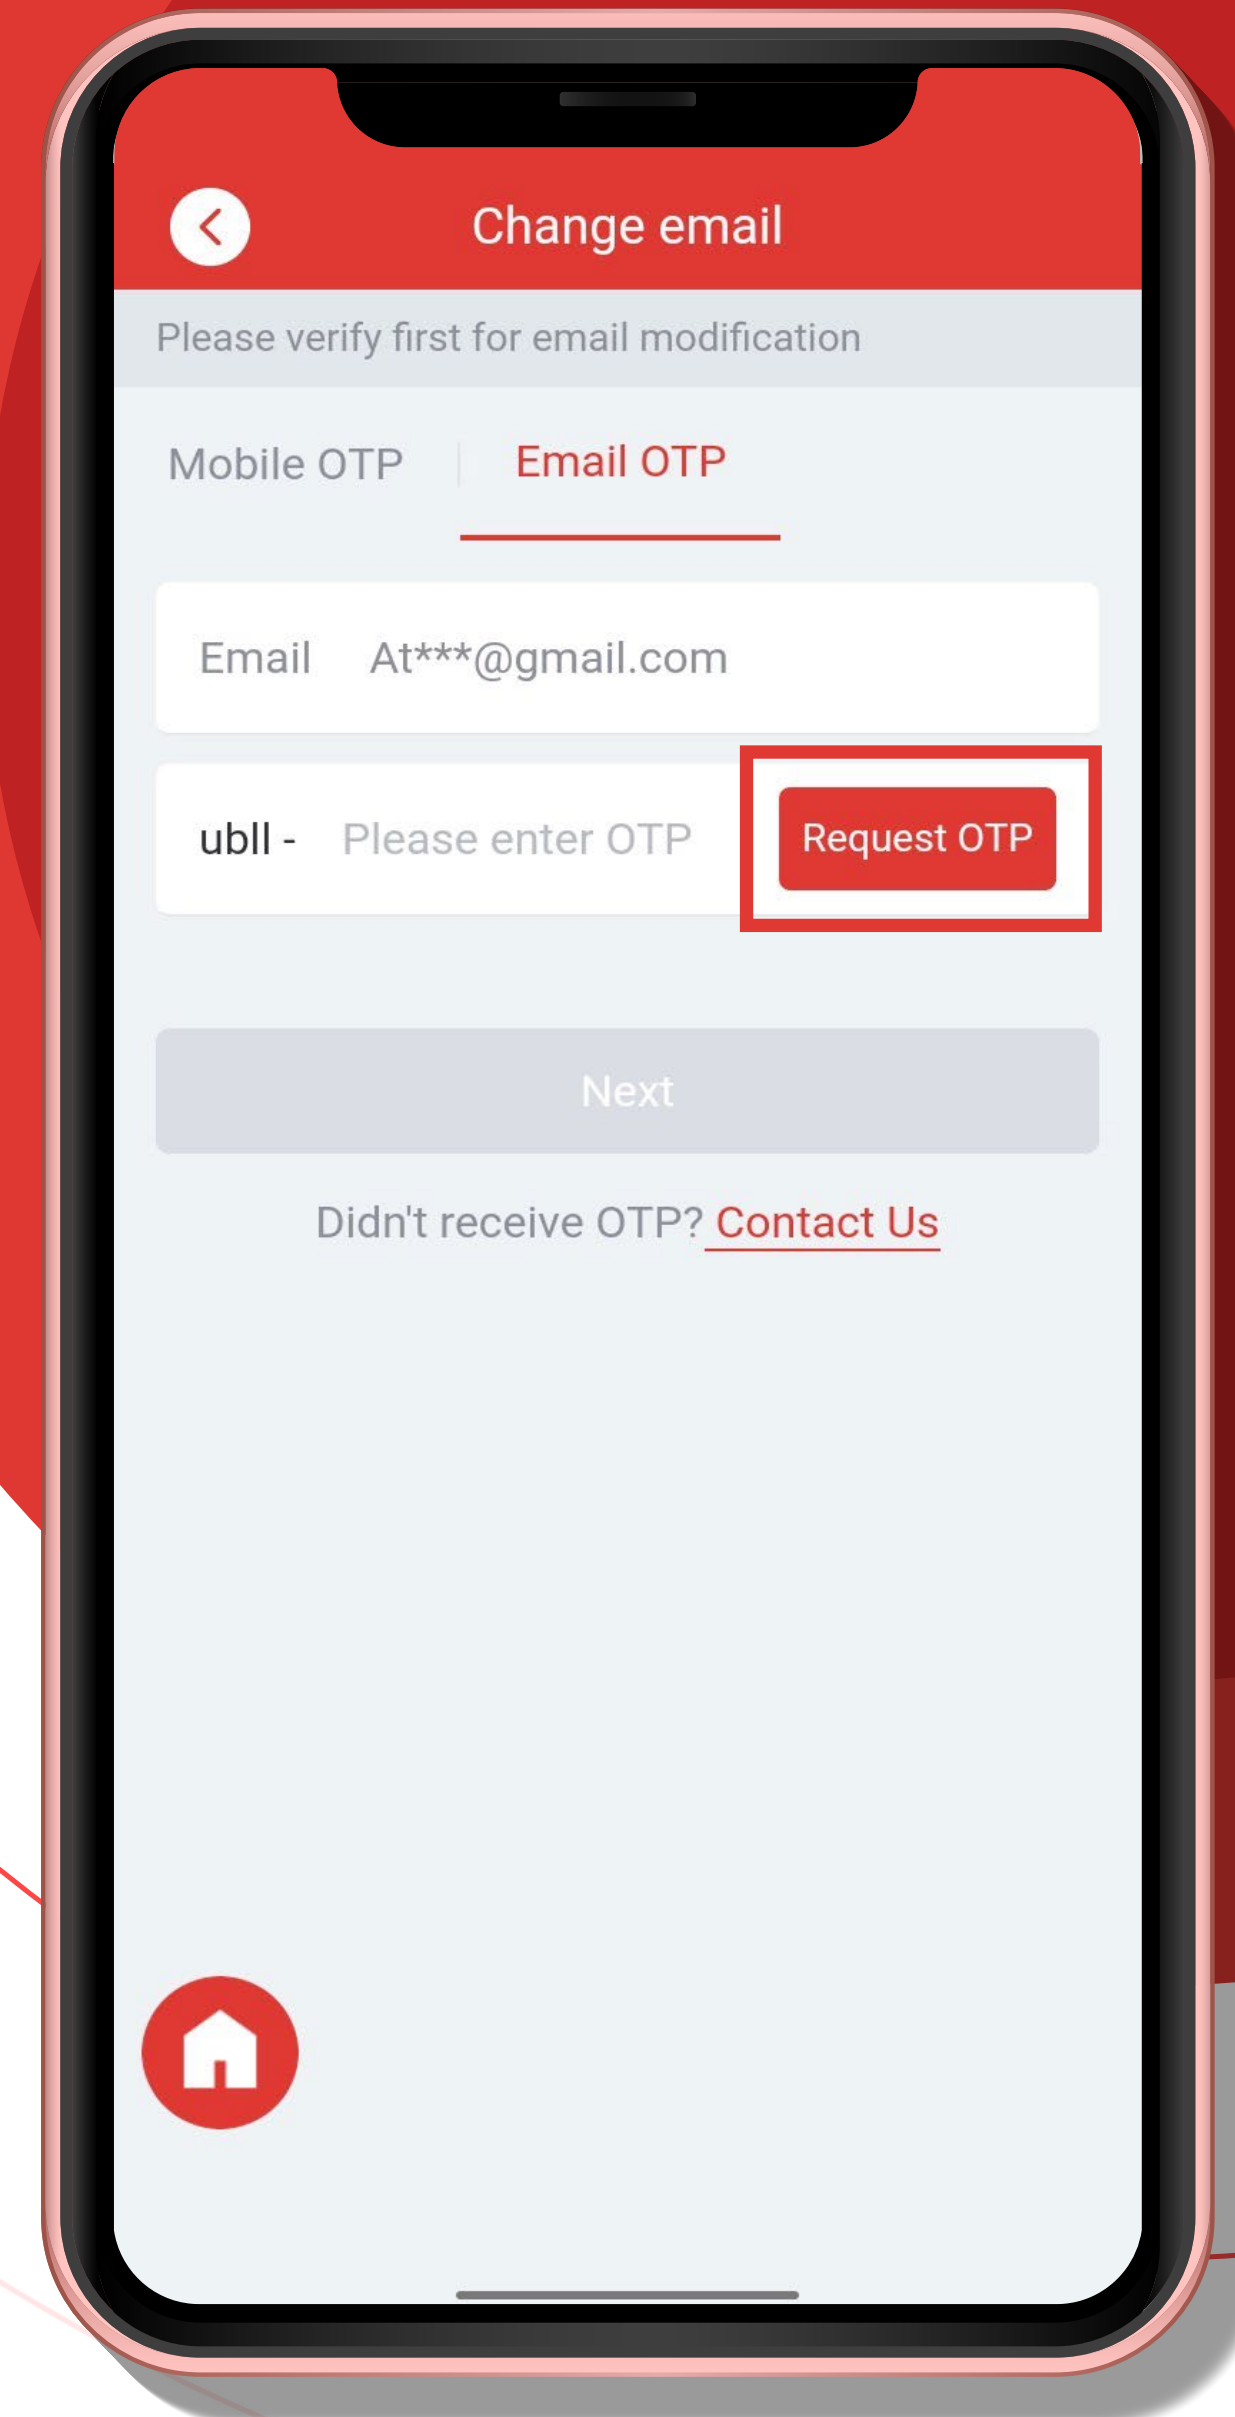 Change email
Please verify first for email modification
Mobile OTP
Email OTP
Email At***@gmail.com
ubll - Please enter OTP
Request OTP
Next
Didn't receive OTP? Contact Us